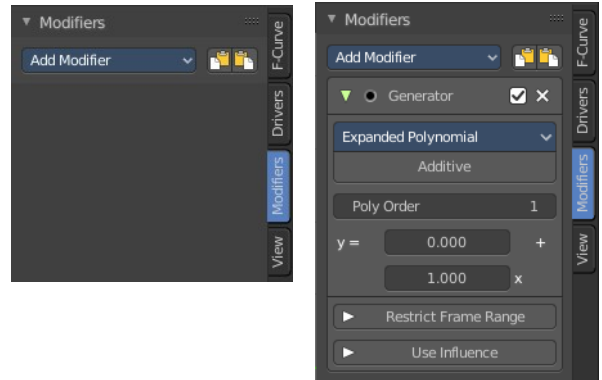 Modifiers
Add Modifier
F-Curve
Drivers
Modifiers
View
Modifiers
Add Modifier
Generator
Expanded Polynomial
Additive
Poly Order 1
y = 0.000 +
1.000 x
Restrict Frame Range
Use Influence
F-Curve
Drivers
Modifiers
View